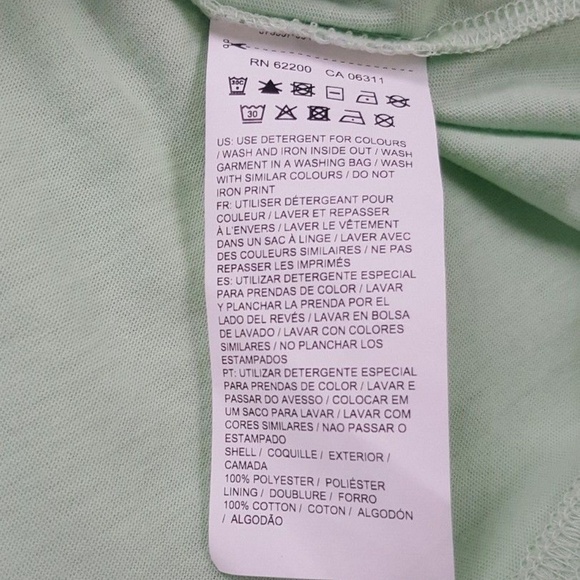 RN 62200 CA 06311
30°C
30
US: USE DETERGENT FOR COLOURS
/ WASH AND IRON INSIDE OUT / WASH
GARMENT IN A WASHING BAG / WASH
WITH SIMILAR COLOURS / DO NOT
IRON PRINT
FR: UTILISER DÉTERGENT POUR
COULEUR / LAVER ET REPASSER
À L'ENVERS / LAVER LE VÊTEMENT
DANS UN SAC À LINGE / LAVER AVEC
DES COULEURS SIMILAIRES / NE PAS
REPASSER LES IMPRIMÉS
ES: UTILIZAR DETERGENTE ESPECIAL
PARA PRENDAS DE COLOR / LAVAR
Y PLANCHAR LA PRENDA POR EL
LADO DEL REVÉS / LAVAR EN BOLSA
DE LAVADO / LAVAR CON COLORES
SIMILARES / NO PLANCHAR LOS
ESTAMPADOS
PT: UTILIZAR DETERGENTE ESPECIAL
PARA PRENDAS DE COLOR / LAVAR E
PASSAR DO AVESSO / COLOCAR EM
UM SACO PARA LAVAR / LAVAR COM
CORES SIMILARES / NAO PASSAR O
ESTAMPADO
SHELL / COQUILLE / EXTERIOR /
CAMADA
100% POLYESTER / POLIÉSTER
LINING / DOUBLURE / FORRO
100% COTTON / COTON / ALGODÓN
/ ALGODÃO